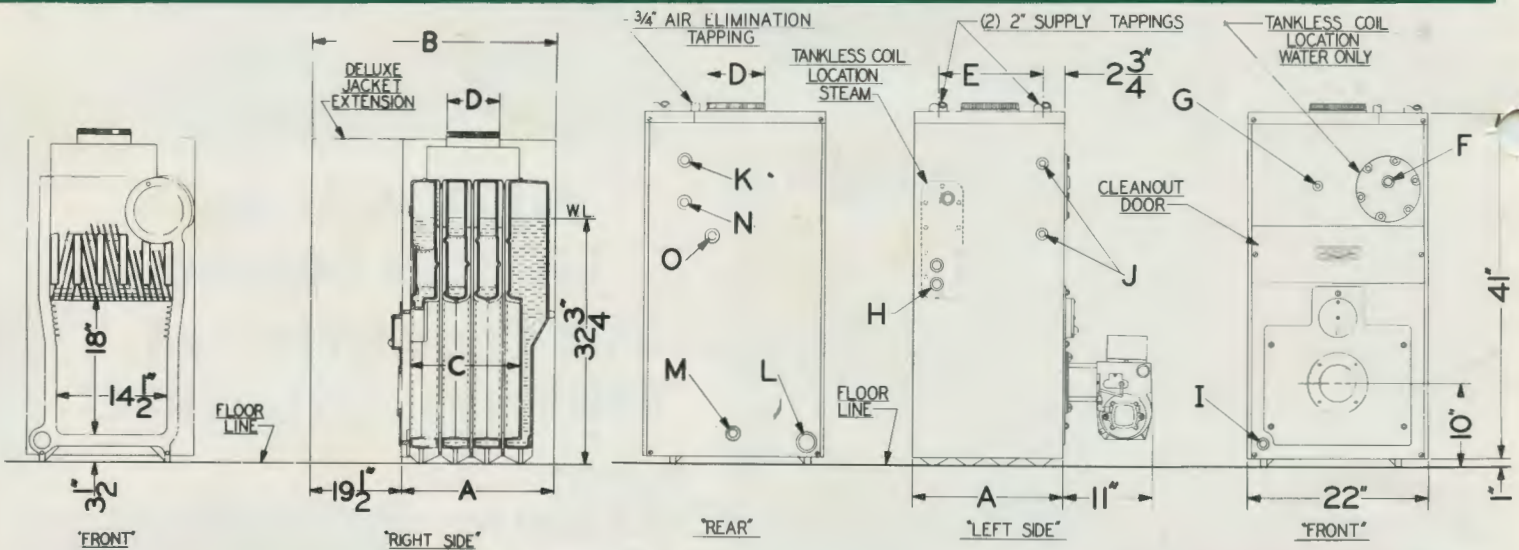 3/4" AIR ELIMINATION
TAPPING
(2) 2" SUPPLY TAPPINGS
TANKLESS COIL
LOCATION
WATER ONLY
B
DELUXE
JACKET
EXTENSION
D
D
TANKLESS COIL
LOCATION
STEAM
E
2 3/4"
G
F
W.L.
K
N
O
CLEANOUT
DOOR
J
H
41"
18"
14 1/2"
C
32 3/4"
M
L
I
10"
FLOOR
LINE
FLOOR
LINE
3 1/2"
19 1/2"
A
A
11"
22"
1"
"FRONT"
"RIGHT SIDE"
"REAR"
"LEFT SIDE"
"FRONT"